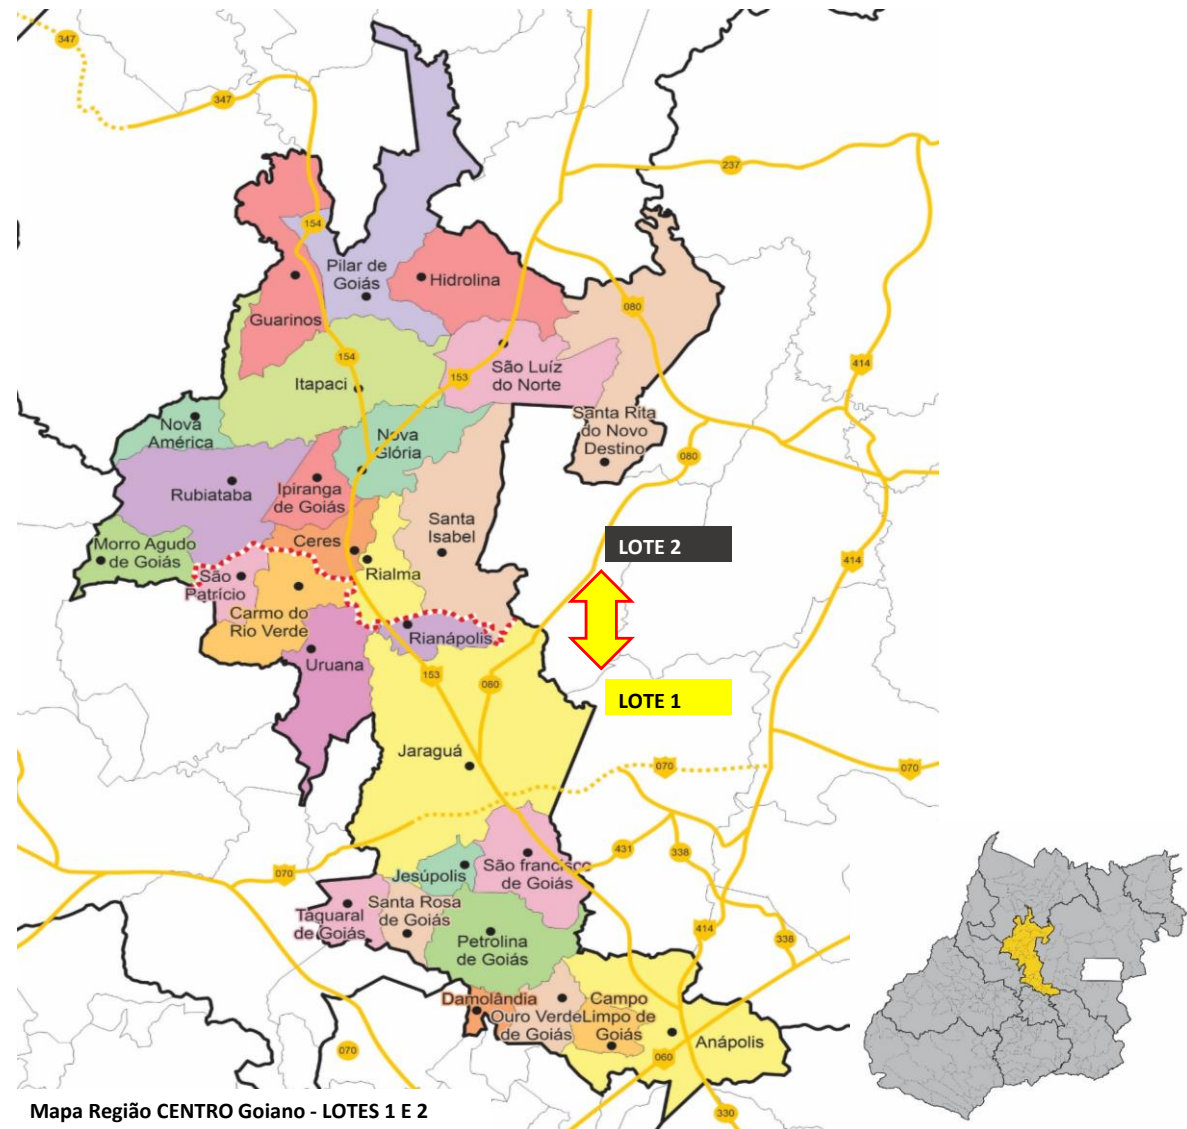 347
347
237
154
Pilar de
Goiás
Hidrolina
080
Guarinos
154
414
São Luíz
do Norte
153
Itapaci
Santa Rita
do Novo
Destino
Nova
América
Nova
Glória
080
Rubiataba
Ipiranga
de Goiás
Santa
Isabel
Ceres
LOTE 2
Morro Agudo
de Goiás
414
São
Patrício
Rialma
Carmo do
Rio Verde
Rianápolis
Uruana
153
080
LOTE 1
Jaraguá
070
070
431
338
São francisco
de Goiás
070
Jesúpolis
Santa Rosa
de Goiás
Taquaral
de Goiás
414
338
Petrolina
de Goiás
Damolândia
Ouro Verde
de Goiás
Campo
Limpo de
Goiás
Anápolis
070
060
330
Mapa Região CENTRO Goiano - LOTES 1 E 2